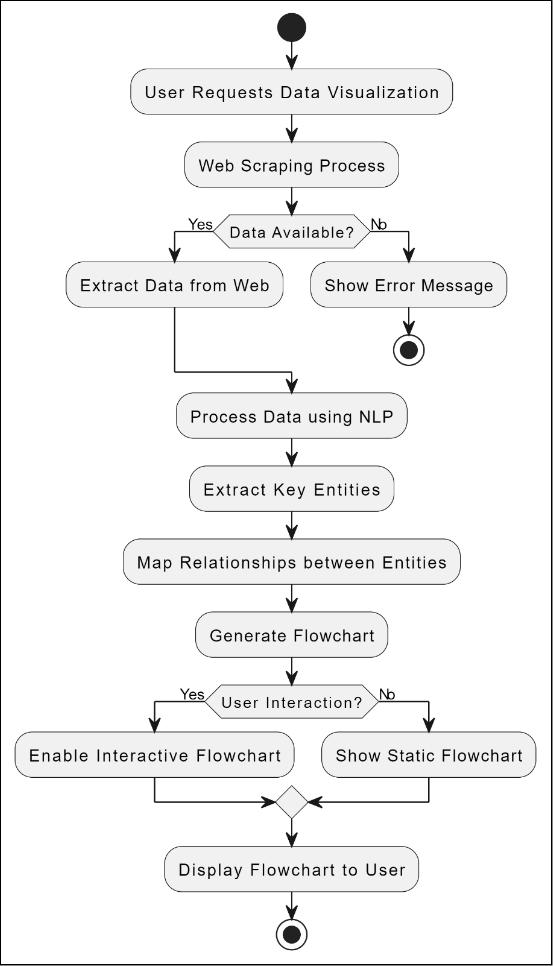 User Requests Data Visualization
Web Scraping Process
Yes
Data Available?
No
Extract Data from Web
Show Error Message
Process Data using NLP
Extract Key Entities
Map Relationships between Entities
Generate Flowchart
Yes
User Interaction?
No
Enable Interactive Flowchart
Show Static Flowchart
Display Flowchart to User